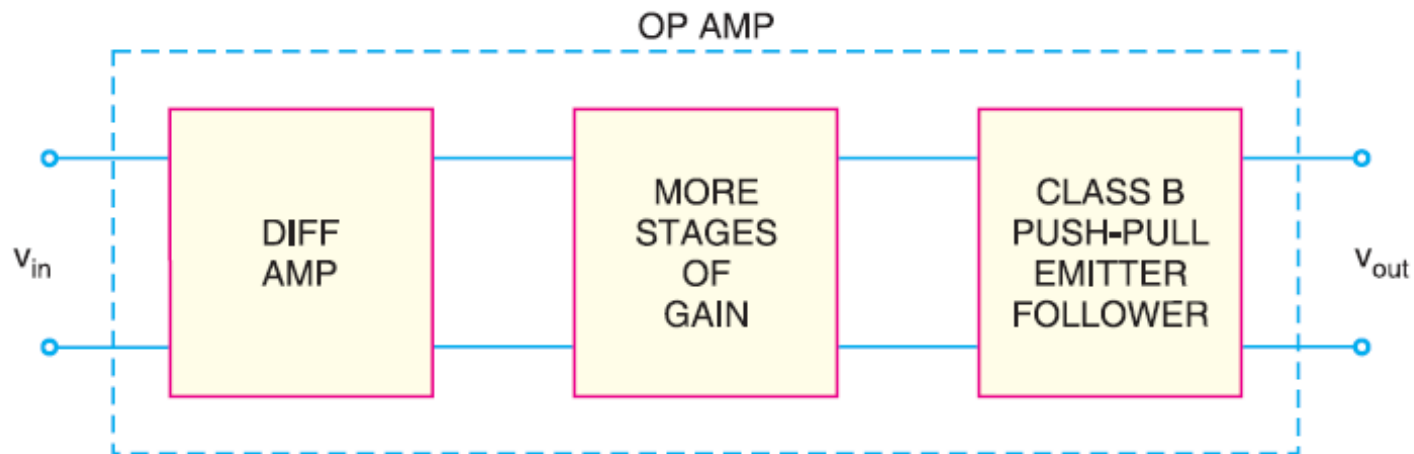 OP AMP
v_in
DIFF
AMP
MORE
STAGES
OF
GAIN
CLASS B
PUSH-PULL
EMITTER
FOLLOWER
v_out